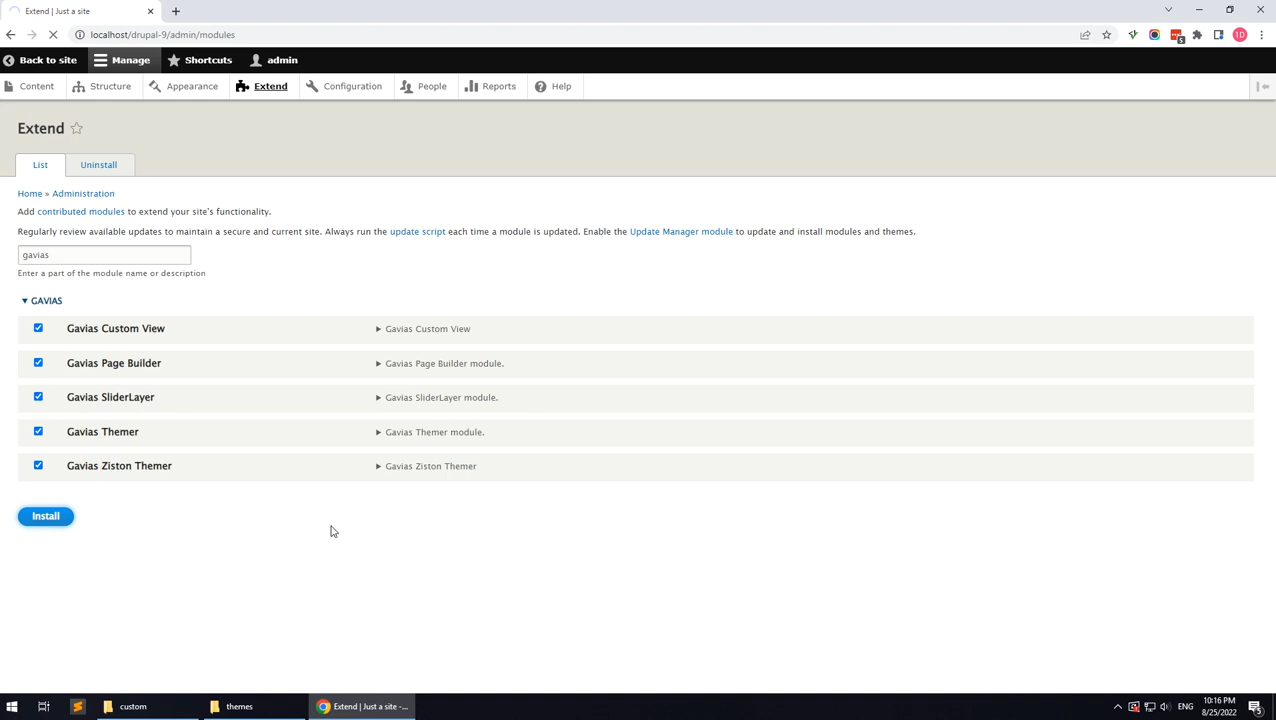 Extend | Just a site
localhost/drupal-9/admin/modules
5
1D
Back to site
Manage
Shortcuts
admin
Content
Structure
Appearance
Extend
Configuration
People
Reports
Help
Extend
List
Uninstall
Home » Administration
Add contributed modules to extend your site's functionality.
Regularly review available updates to maintain a secure and current site. Always run the update script each time a module is updated. Enable the Update Manager module to update and install modules and themes.
gavias
Enter a part of the module name or description
GAVIAS
Gavias Custom View
Gavias Custom View
Gavias Page Builder
Gavias Page Builder module.
Gavias SliderLayer
Gavias SliderLayer module.
Gavias Themer
Gavias Themer module.
Gavias Ziston Themer
Gavias Ziston Themer
Install
custom
themes
Extend | Just a site -...
ENG
10:16 PM
8/25/2022
5